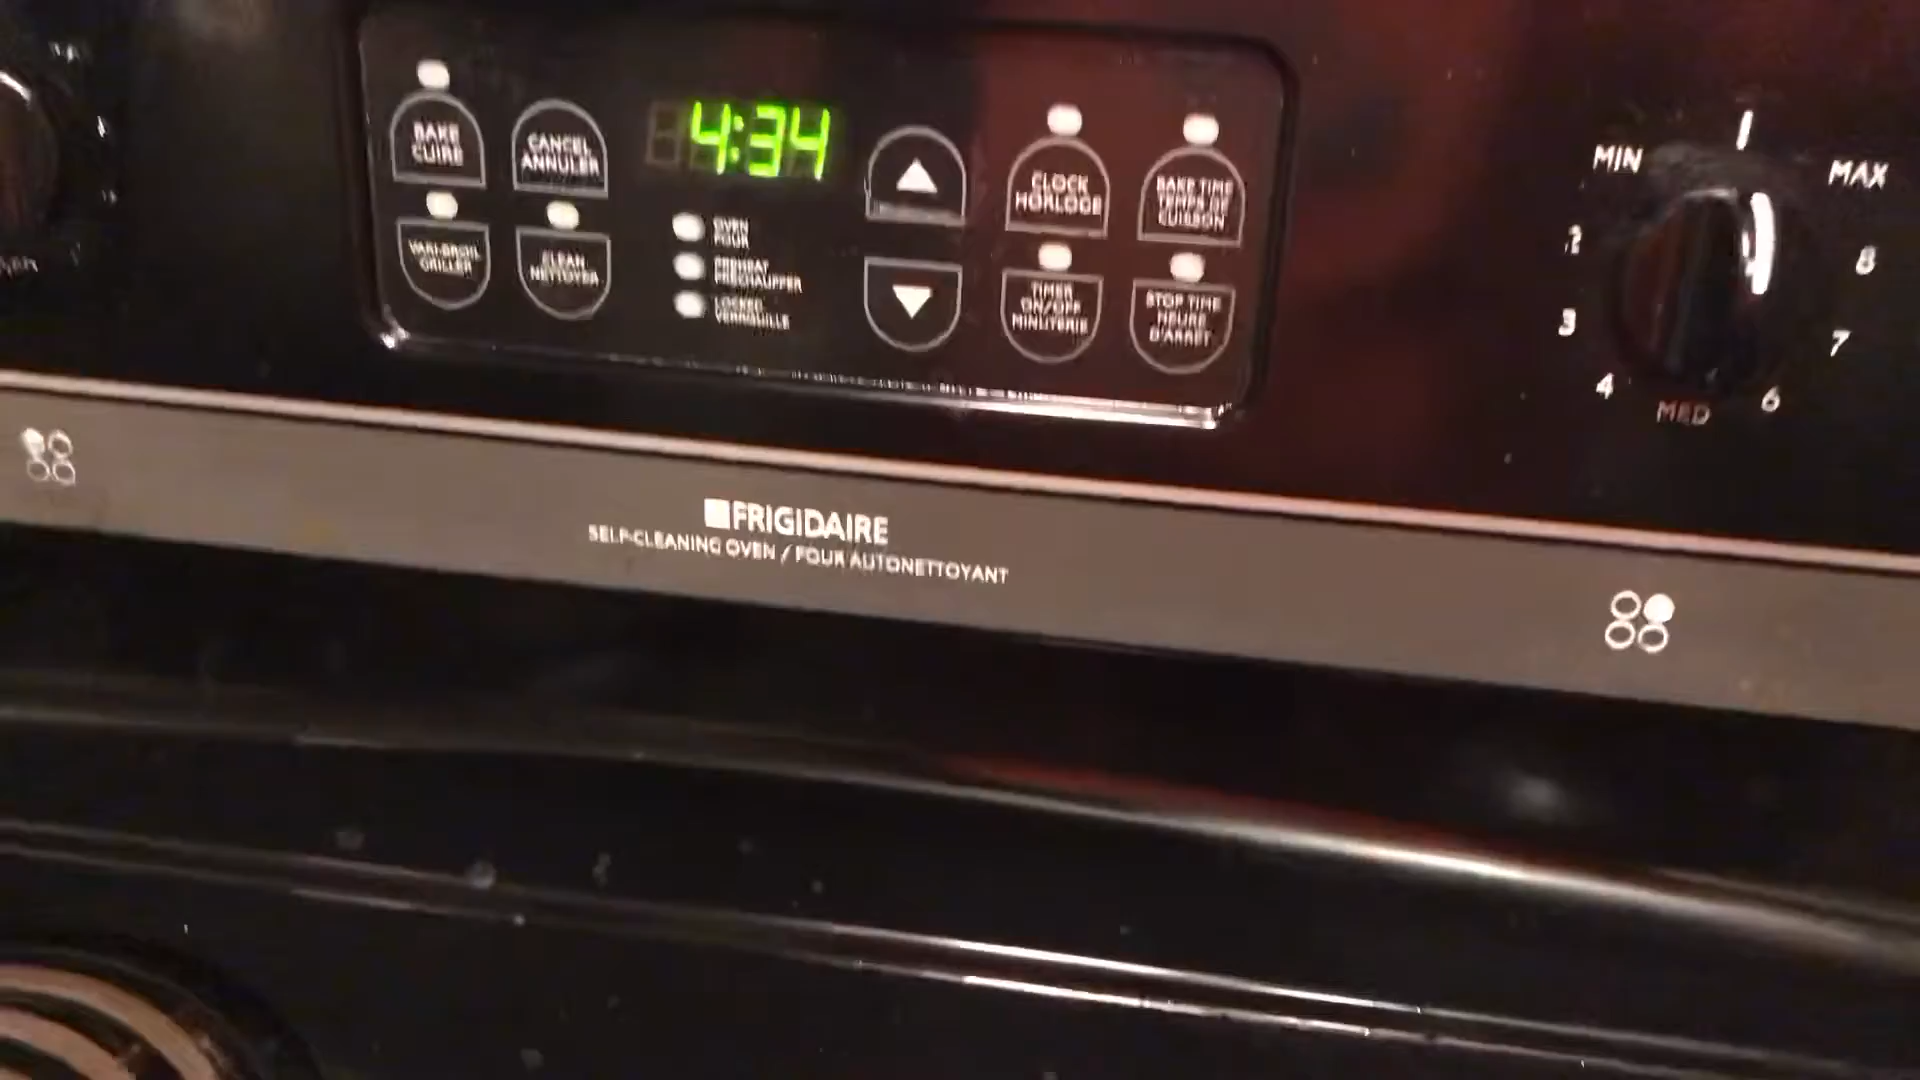 BAKE
CUIRE
CANCEL
ANNULER
4:34
CLOCK
HORLOGE
BAKE TIME
TEMPS DE
CUISSON
VARI-BROIL
GRILLER
CLEAN
NETTOYER
OVEN
FOUR
PREHEAT
PRECHAUFFER
LOCKED
VERROUILLE
TIMER
ON/OFF
MINUTERIE
STOP TIME
HEURE
D'ARRET
MIN
MAX
2
8
3
7
4
MED
6
FRIGIDAIRE
SELF-CLEANING OVEN / FOUR AUTONETTOYANT